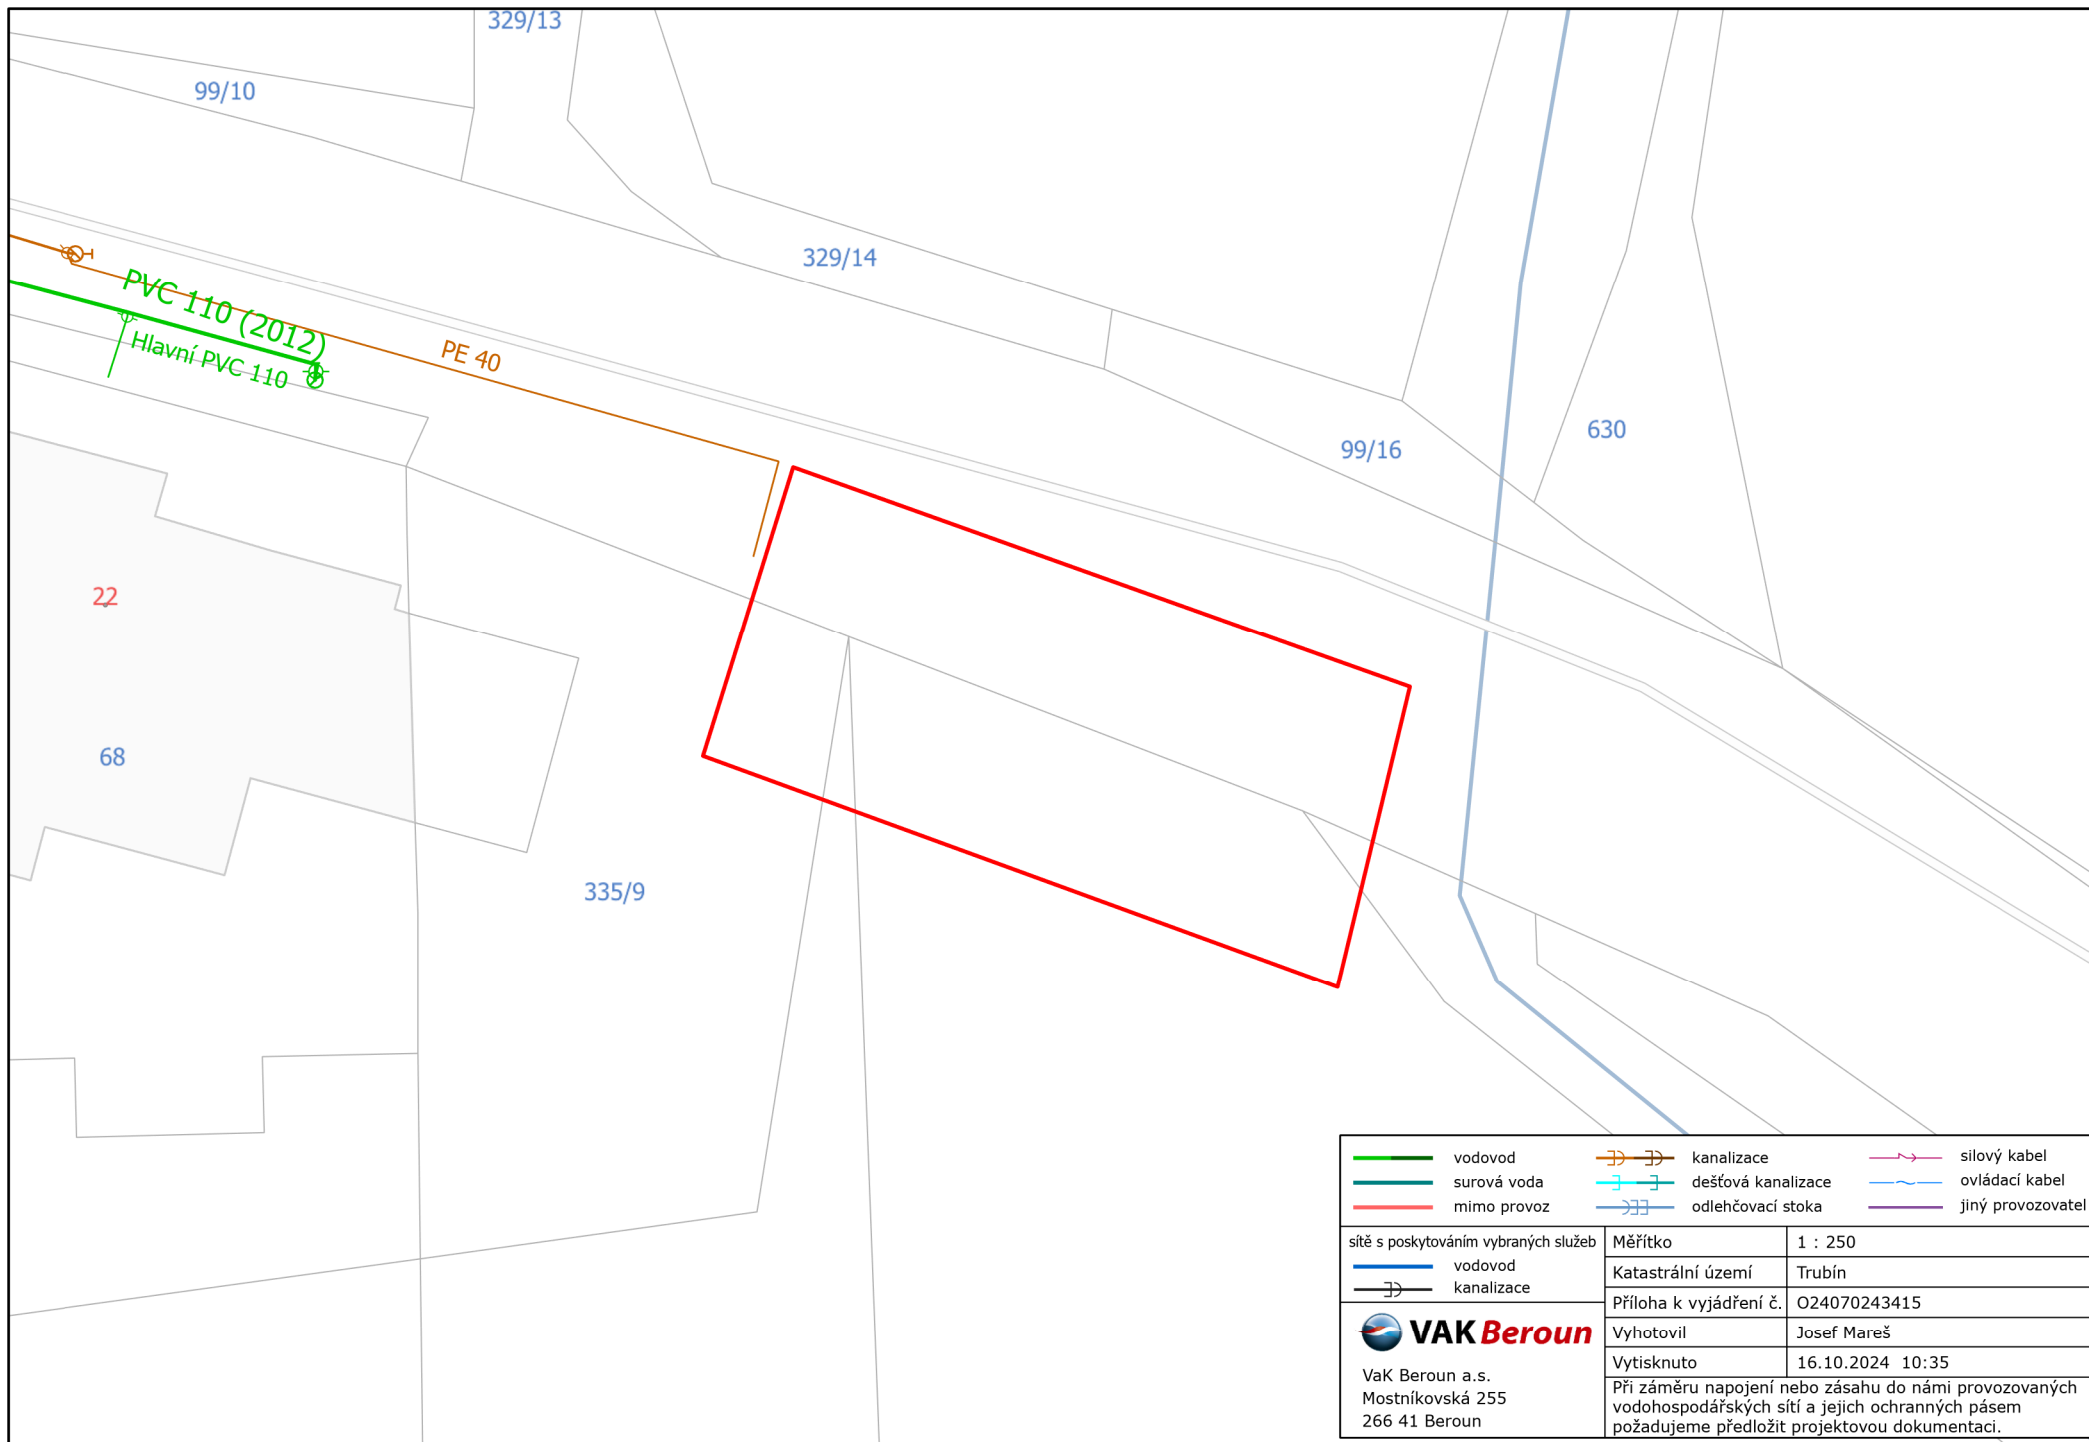 329/13
99/10
329/14
PVC 110 (2012)
Hlavní PVC 110
PE 40
99/16
630
22
68
335/9
vodovod
kanalizace
silový kabel
surová voda
dešťová kanalizace
ovládací kabel
mimo provoz
odlehčovací stoka
jiný provozovatel
sítě s poskytováním vybraných služeb
vodovod
kanalizace
Měřítko 1 : 250
Katastrální území Trubín
Příloha k vyjádření č. O24070243415
Vyhotovil Josef Mareš
Vytisknuto 16.10.2024 10:35
VAK Beroun
VaK Beroun a.s.
Mostníkovská 255
266 41 Beroun
Při záměru napojení nebo zásahu do námi provozovaných
vodohospodářských sítí a jejich ochranných pásem
požadujeme předložit projektovou dokumentaci.